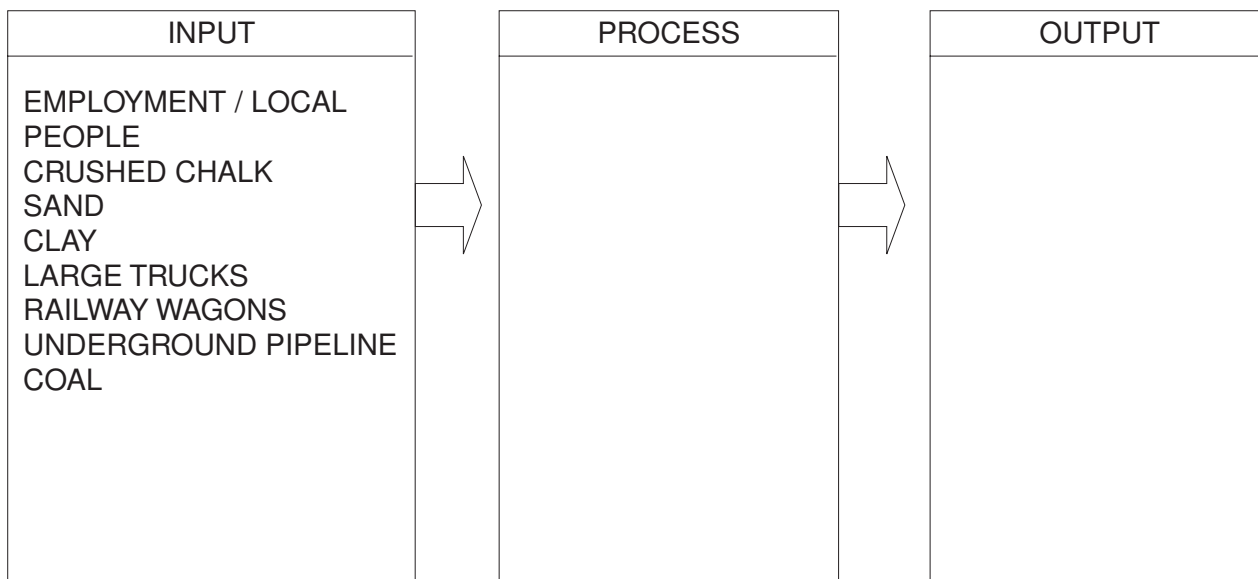 INPUT
EMPLOYMENT / LOCAL
PEOPLE
CRUSHED CHALK
SAND
CLAY
LARGE TRUCKS
RAILWAY WAGONS
UNDERGROUND PIPELINE
COAL
PROCESS
OUTPUT